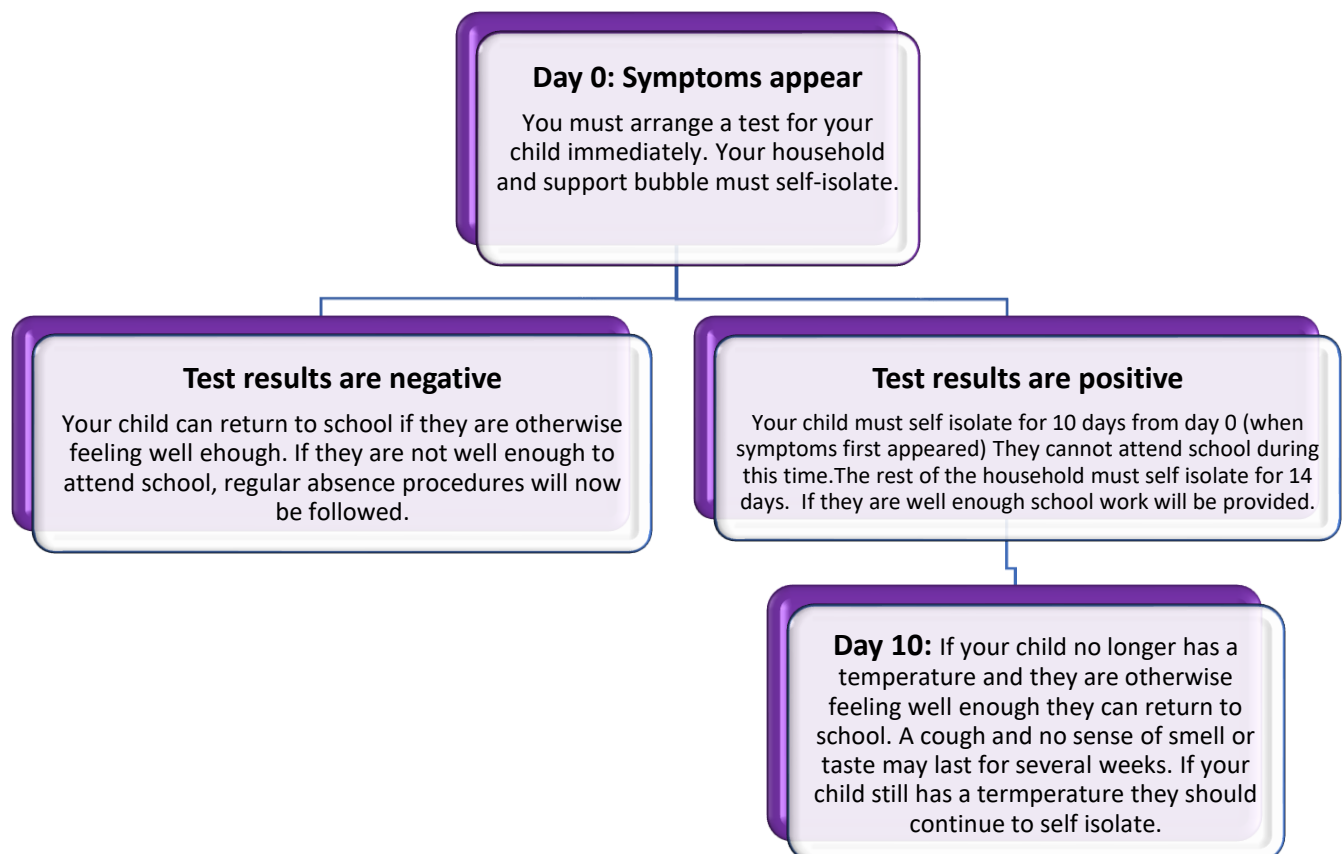 Day 0: Symptoms appear
You must arrange a test for your
child immediately. Your household
and support bubble must self-isolate.
Test results are negative
Your child can return to school if they are otherwise
feeling well ehough. If they are not well enough to
attend school, regular absence procedures will now
be followed.
Test results are positive
Your child must self isolate for 10 days from day 0 (when
symptoms first appeared) They cannot attend school during
this time.The rest of the household must self isolate for 14
days.  If they are well enough school work will be provided.
Day 10: If your child no longer has a
temperature and they are otherwise
feeling well enough they can return to
school. A cough and no sense of smell or
taste may last for several weeks. If your
child still has a termperature they should
continue to self isolate.